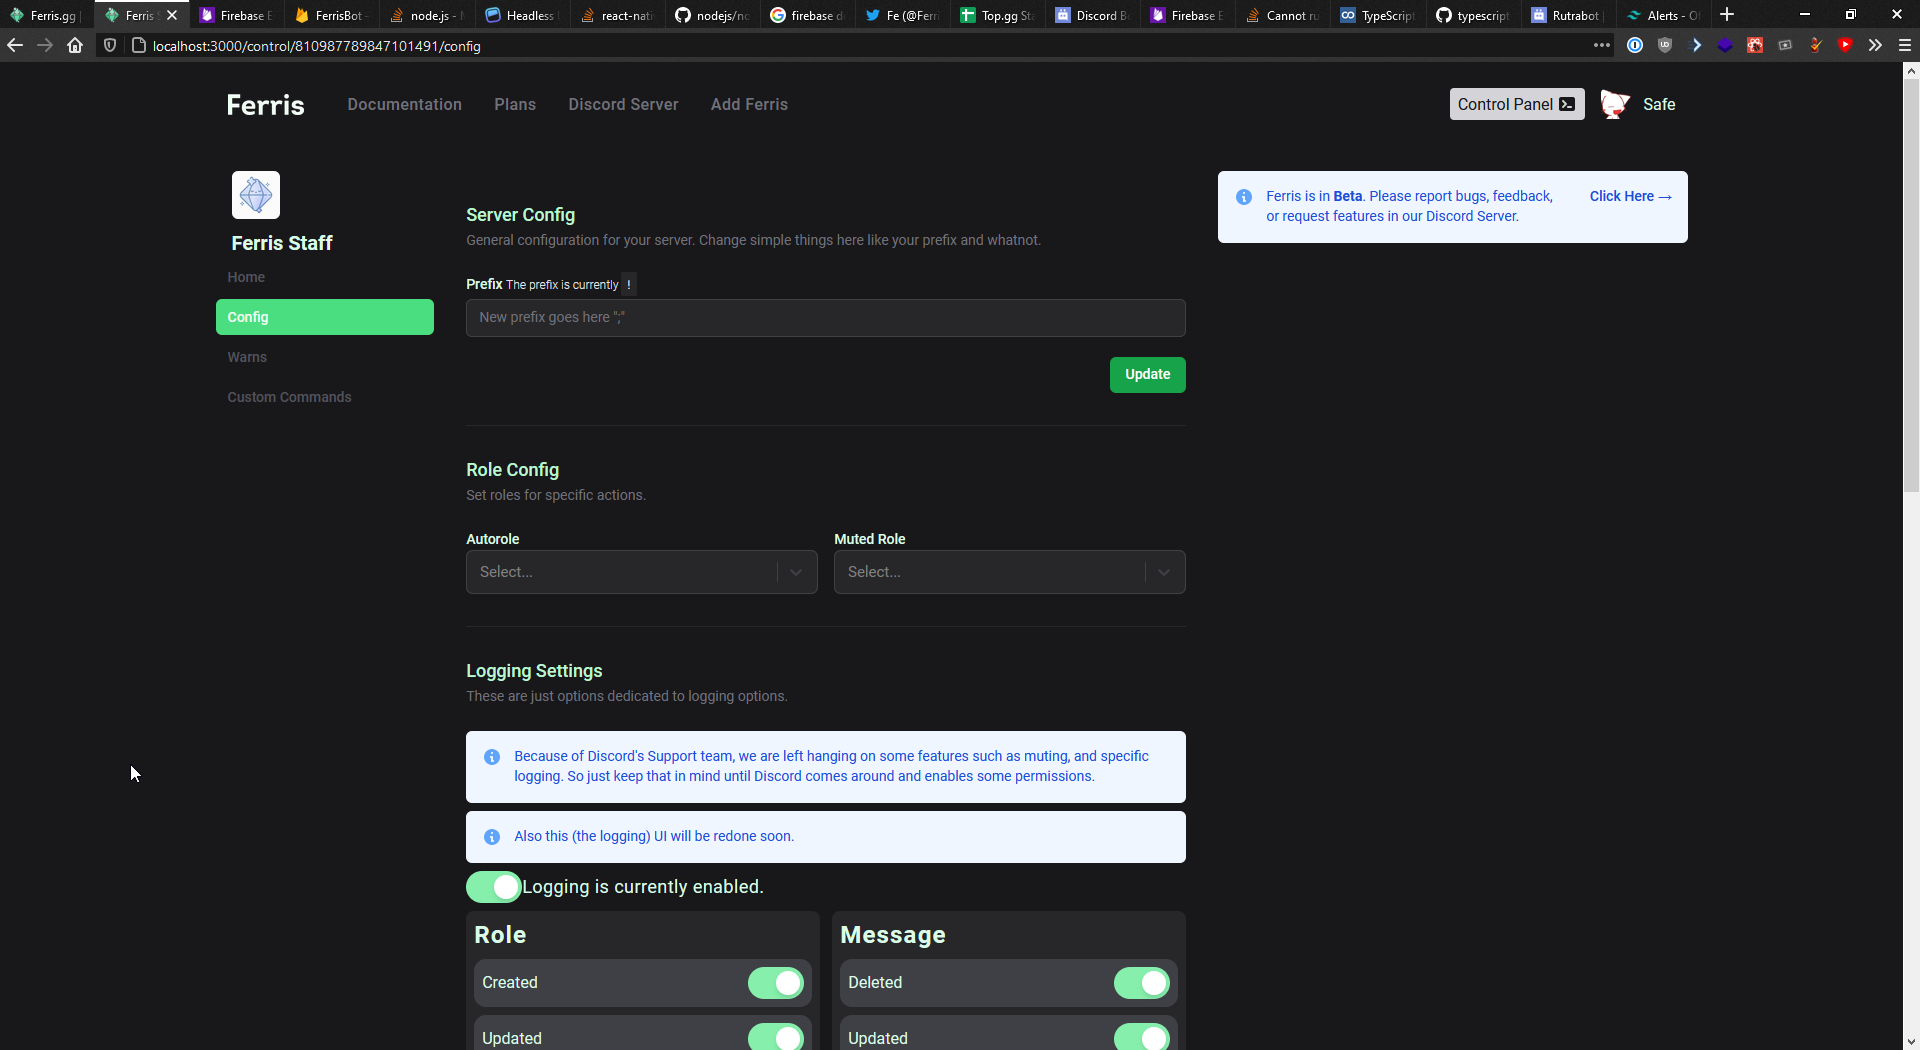 Ferris.gg
Ferris
Firebase E
FerrisBot -
node.js - M
Headless
react-nati
nodejs/no
firebase d
Fe (@Ferri
Top.gg Sta
Discord B
Firebase E
Cannot ru
TypeScript
typescript
Rutrabot
Alerts - O
localhost:3000/control/810987789847101491/config
Ferris
Documentation
Plans
Discord Server
Add Ferris
Control Panel
Safe
Ferris Staff
Home
Config
Warns
Custom Commands
Server Config
General configuration for your server. Change simple things here like your prefix and whatnot.
Prefix The prefix is currently !
New prefix goes here ";"
Update
Role Config
Set roles for specific actions.
Autorole
Select...
Muted Role
Select...
Logging Settings
These are just options dedicated to logging options.
Because of Discord's Support team, we are left hanging on some features such as muting, and specific
logging. So just keep that in mind until Discord comes around and enables some permissions.
Also this (the logging) UI will be redone soon.
Logging is currently enabled.
Role
Created
Updated
Message
Deleted
Updated
Ferris is in Beta. Please report bugs, feedback,
or request features in our Discord Server.
Click Here →